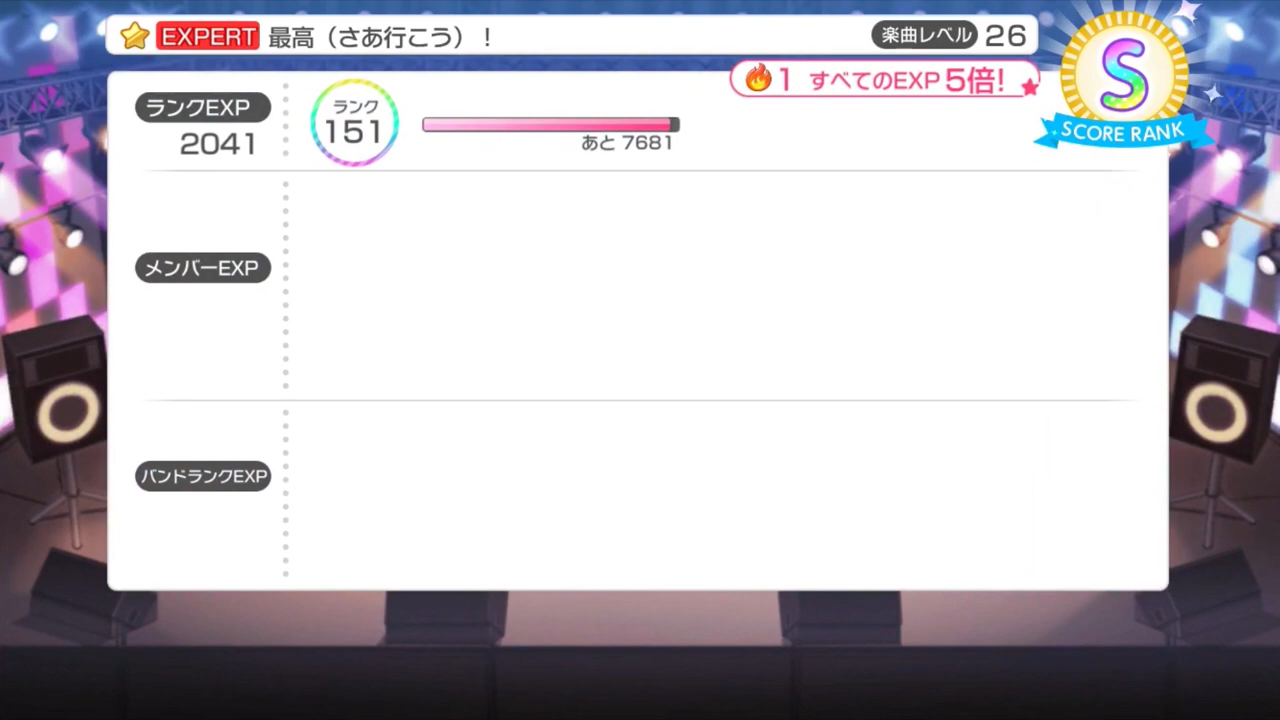 EXPERT 最高（さあ行こう）！ 楽曲レベル 26
1 すべてのEXP 5倍!
S
SCORE RANK
ランクEXP
2041
ランク
151
あと 7681
メンバーEXP
バンドランクEXP